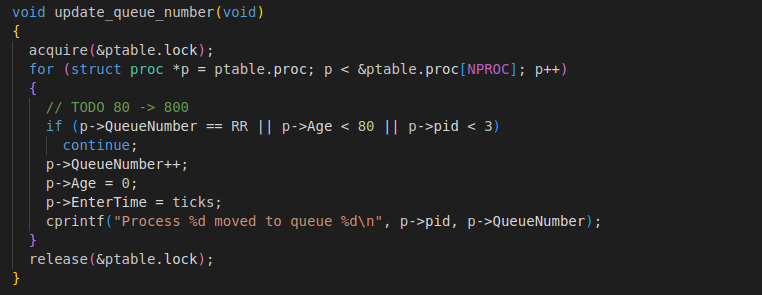 void update_queue_number(void)
{
  acquire(&ptable.lock);
  for (struct proc *p = ptable.proc; p < &ptable.proc[NPROC]; p++)
  {
    // TODO 80 -> 800
    if (p->QueueNumber == RR || p->Age < 80 || p->pid < 3)
      continue;
    p->QueueNumber++;
    p->Age = 0;
    p->EnterTime = ticks;
    cprintf("Process %d moved to queue %d\n", p->pid, p->QueueNumber);
  }
  release(&ptable.lock);
}